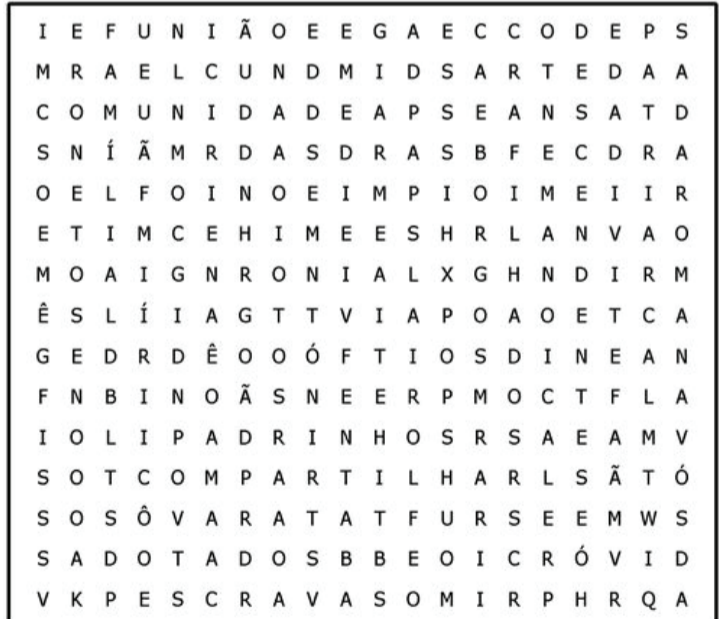 I E F U N I Ã O E E G A E C C O D E P S
M R A E L C U N D M I D S A R T E D A A
C O M U N I D A D E A P S E A N S A T D
S N Í Ã M R D A S D R A S B F E C D R A
O E L F O I N O E I M P I O I M E I I R
E T I M C E H I M E E S H R L A N V A O
M O A I G N R O N I A L X G H N D I R M
Ê S L Í I A G T T V I A P O A O E T C A
G E D R D Ê O O Ó F T I O S D I N E A N
F N B I N O Ã S N E E R P M O C T F L A
I O L I P A D R I N H O S R S A E A M V
S O T C O M P A R T I L H A R L S Ã T Ó
S O S Ô V A R A T A T F U R S E E M W S
S A D O T A D O S B B E O I C R Ó V I D
V K P E S C R A V A S O M I R P H R Q A